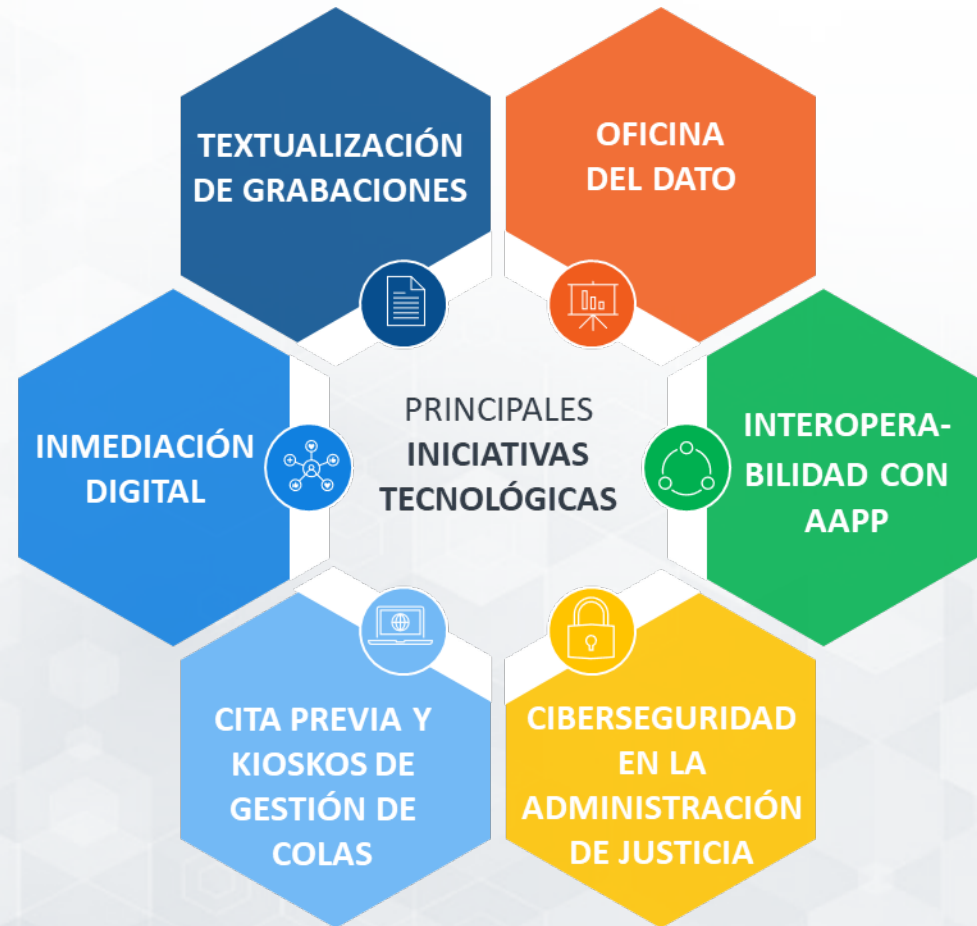 TEXTUALIZACIÓN
DE GRABACIONES
OFICINA
DEL DATO
INMEDIACIÓN
DIGITAL
PRINCIPALES
INICIATIVAS
TECNOLÓGICAS
INTEROPERA-
BILIDAD CON
AAPP
CITA PREVIA Y
KIOSKOS DE
GESTIÓN DE
COLAS
CIBERSEGURIDAD
EN LA
ADMINISTRACIÓN
DE JUSTICIA